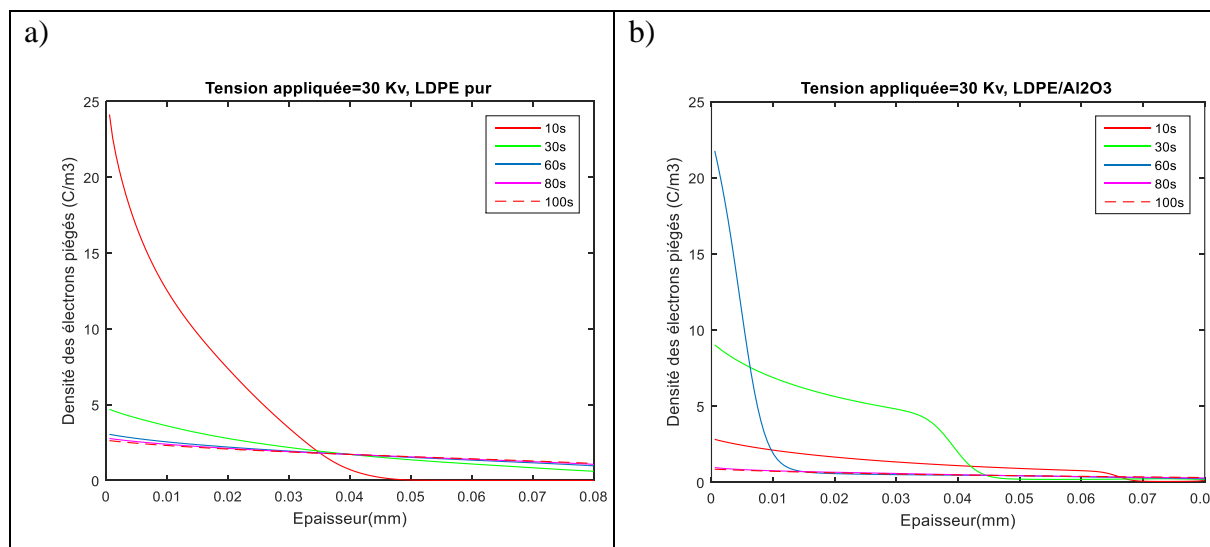 a)
Tension appliquée=30 Kv, LDPE pur
25
20
15
10
5
0
Densité des électrons piégés (C/m3)
10s
30s
60s
80s
100s
0 0.01 0.02 0.03 0.04 0.05 0.06 0.07 0.08
Epaisseur(mm)
b)
Tension appliquée=30 Kv, LDPE/Al2O3
25
20
15
10
5
0
Densité des électrons piégés (C/m3)
10s
30s
60s
80s
100s
0 0.01 0.02 0.03 0.04 0.05 0.06 0.07 0.0
Epaisseur(mm)